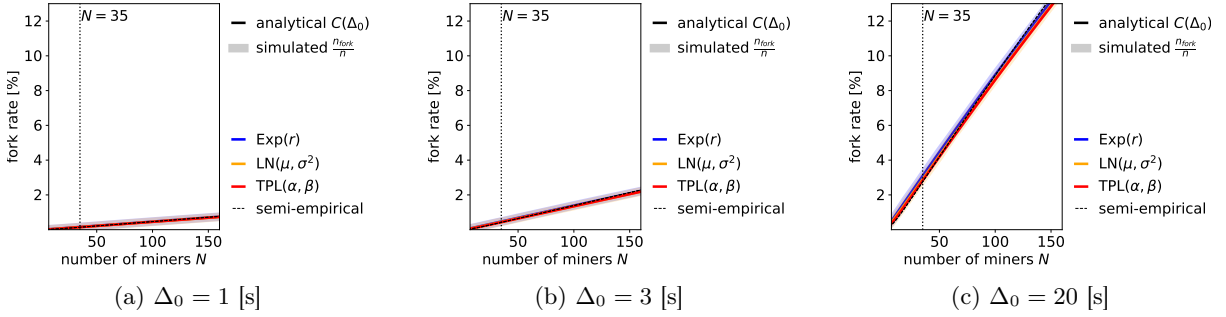 12
10
8
6
4
2
fork rate [%]
N = 35
50
100
150
number of miners N
analytical C(Δ₀)
simulated n_fork/n
Exp(r)
LN(μ, σ²)
TPL(α, β)
semi-empirical
(a) Δ₀ = 1 [s]
12
10
8
6
4
2
fork rate [%]
N = 35
50
100
150
number of miners N
analytical C(Δ₀)
simulated n_fork/n
Exp(r)
LN(μ, σ²)
TPL(α, β)
semi-empirical
(b) Δ₀ = 3 [s]
12
10
8
6
4
2
fork rate [%]
N = 35
50
100
150
number of miners N
analytical C(Δ₀)
simulated n_fork/n
Exp(r)
LN(μ, σ²)
TPL(α, β)
semi-empirical
(c) Δ₀ = 20 [s]